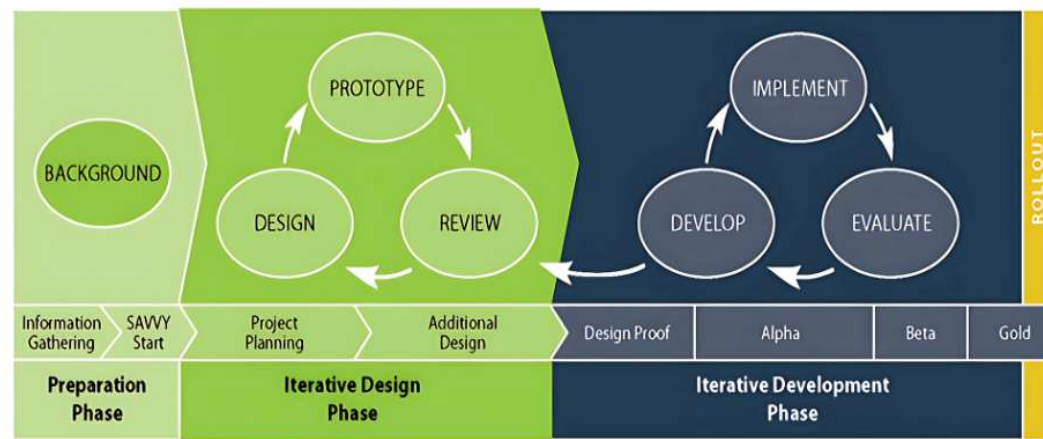 BACKGROUND
PROTOTYPE
DESIGN
REVIEW
IMPLEMENT
DEVELOP
EVALUATE
ROLLOUT
Information
Gathering
SAVVY
Start
Project
Planning
Additional
Design
Design Proof
Alpha
Beta
Gold
Preparation
Phase
Iterative Design
Phase
Iterative Development
Phase